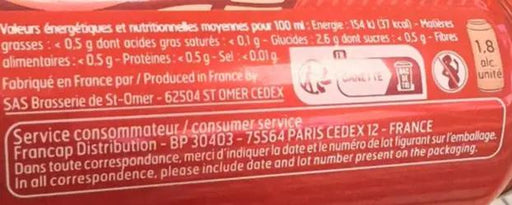 Valeurs énergétiques et nutritionnelles moyennes pour 100 ml : Energie : 154 kJ (37 kcal) - Matières
grasses : < 0,5 g dont acides gras saturés : < 0,1 g - Glucides : 2,6 g dont sucres : < 0,5 g - Fibres
alimentaires : < 0,5 g - Protéines : < 0,5 g - Sel : < 0,01 g.
Fabriqué en France par / Produced in France by
SAS Brasserie de St-Omer - 62504 ST OMER CEDEX
FR
CANETTE
BAC
DE
TRI
1,8
alc.
unité
Service consommateur / consumer service
Francap Distribution - BP 30403 - 75564 PARIS CEDEX 12 - FRANCE
Dans toute correspondance, merci d'indiquer la date et le numéro de lot figurant sur l'emballage.
In all correspondence, please include date and lot number present on the packaging.